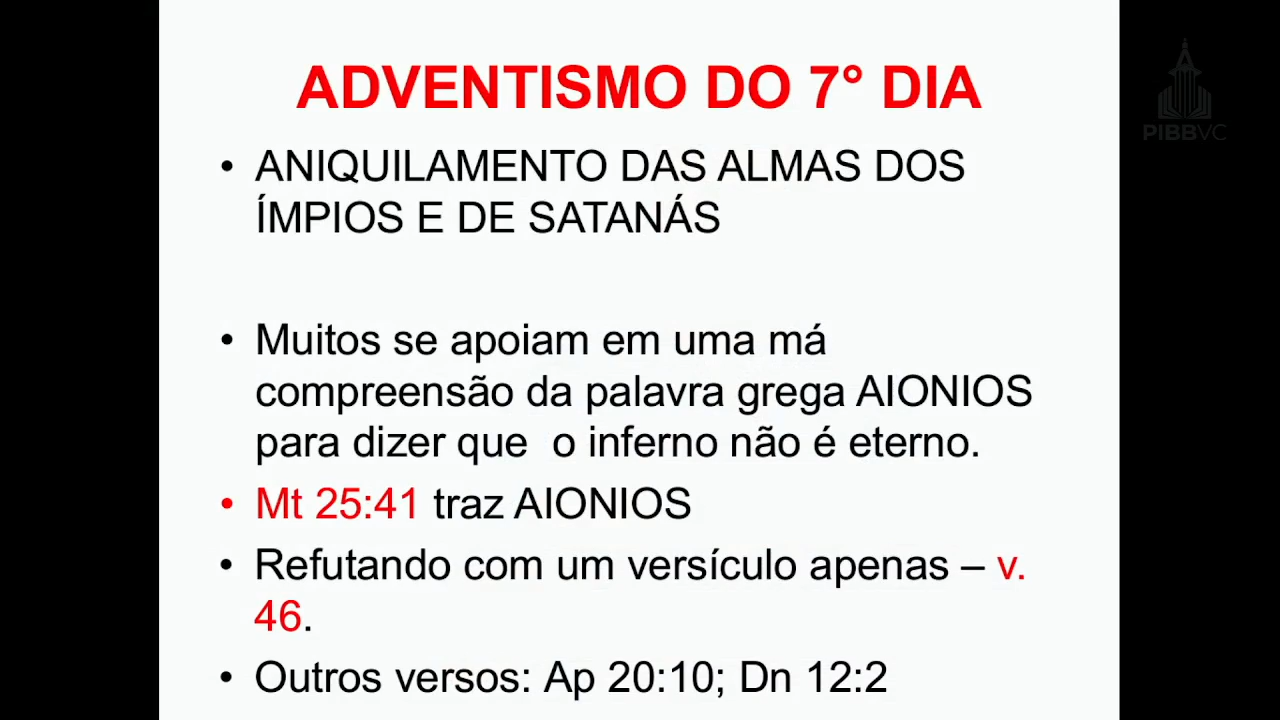 ADVENTISMO DO 7° DIA
PIBBVC
• ANIQUILAMENTO DAS ALMAS DOS
ÍMPIOS E DE SATANÁS
• Muitos se apoiam em uma má
compreensão da palavra grega AIONIOS
para dizer que  o inferno não é eterno.
• Mt 25:41 traz AIONIOS
• Refutando com um versículo apenas – v.
46.
• Outros versos: Ap 20:10; Dn 12:2